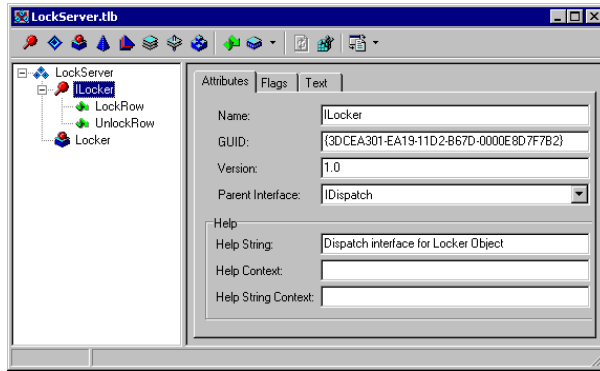 LockServer.tlb
LockServer
ILocker
LockRow
UnlockRow
Locker
Attributes Flags Text
Name: ILocker
GUID: {3DCEA301-EA19-11D2-B67D-0000E8D7F7B2}
Version: 1.0
Parent Interface: IDispatch
Help
Help String: Dispatch interface for Locker Object
Help Context:
Help String Context: